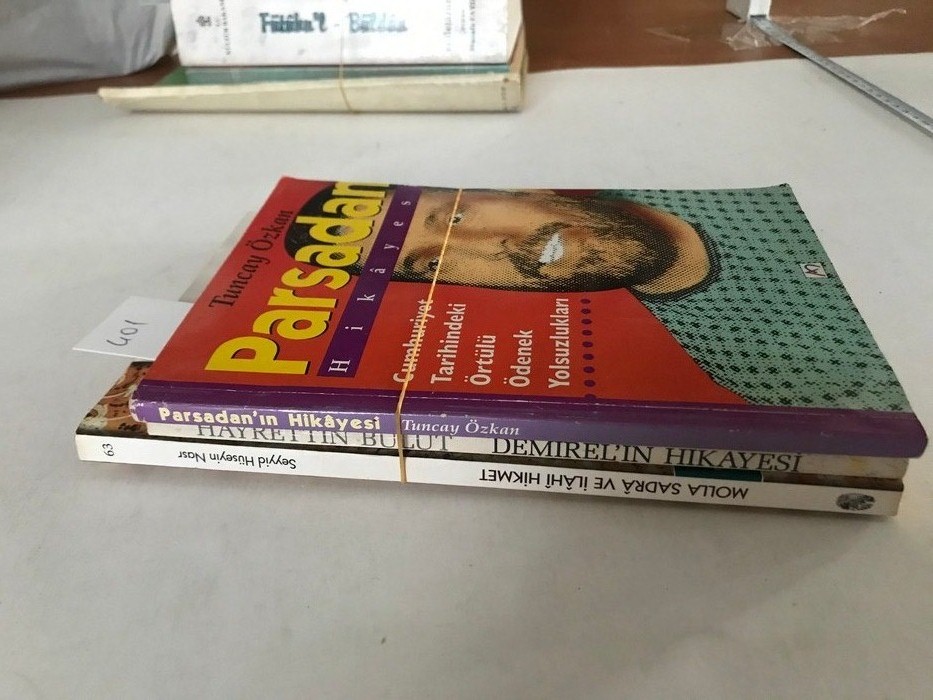 Fütûhu'l - Büldân
401
Tuncay Özkan
Parsadan
Hikâyes
Cumhuriyet
Tarihindeki
Örtülü
Ödenek
Yolsuzlukları
Parsadan'ın Hikâyesi Tuncay Özkan
HAYRETTİN BULUT DEMİREL'İN HİKAYESİ
MOLLA SADRÂ VE İLÂHÎ HİKMET Seyyid Hüseyin Nasr 63